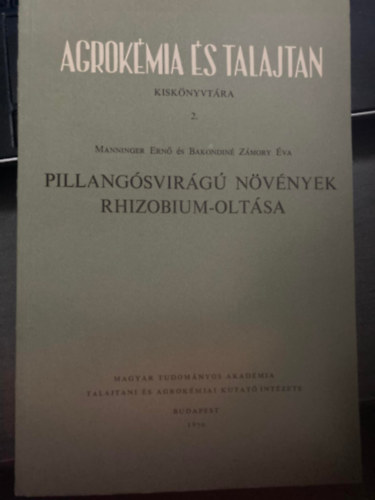 AGROKÉMIA ÉS TALAJTAN
KISKÖNYVTÁRA
2.
MANNINGER ERNŐ ÉS BAKONDINÉ ZÁMORY ÉVA
PILLANGÓSVIRÁGÚ NÖVÉNYEK
RHIZOBIUM-OLTÁSA
MAGYAR TUDOMÁNYOS AKADÉMIA
TALAJTANI ÉS AGROKÉMIAI KUTATÓ INTÉZETE
BUDAPEST